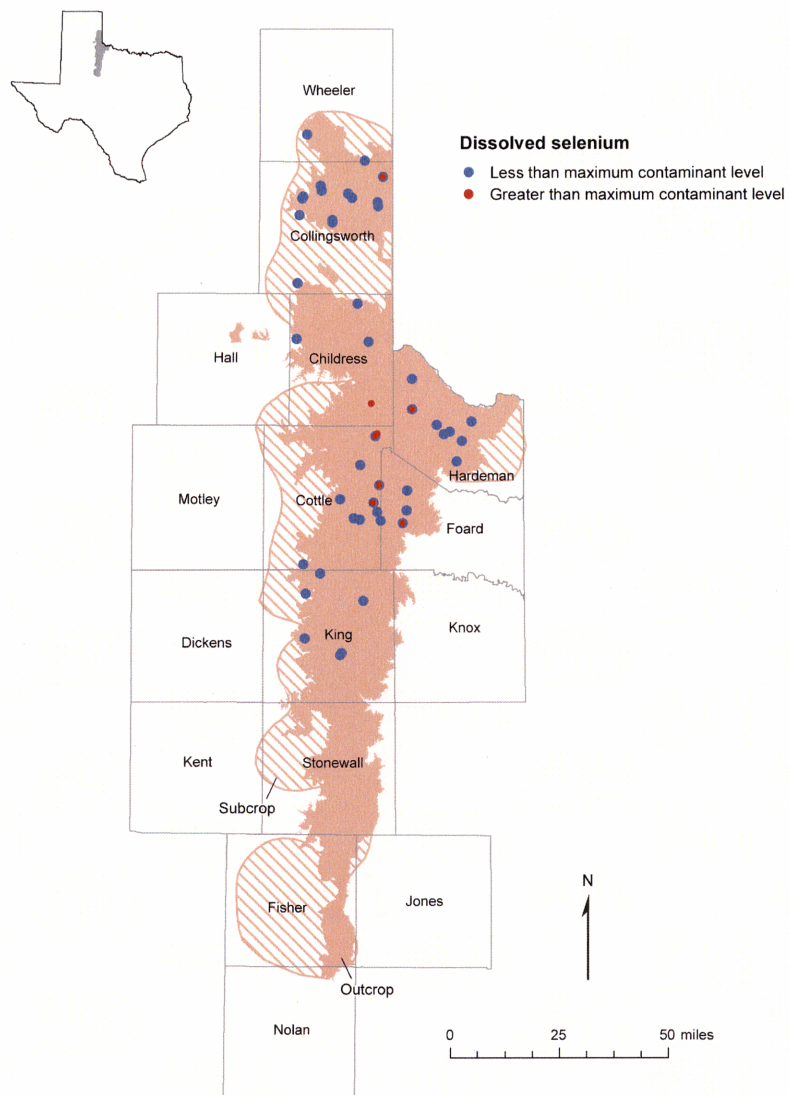 Wheeler
Dissolved selenium
Less than maximum contaminant level
Greater than maximum contaminant level
Collingsworth
Hall
Childress
Hardeman
Motley
Cottle
Foard
Dickens
King
Knox
Kent
Stonewall
Subcrop
Fisher
Jones
N
Outcrop
Nolan
0 25 50 miles